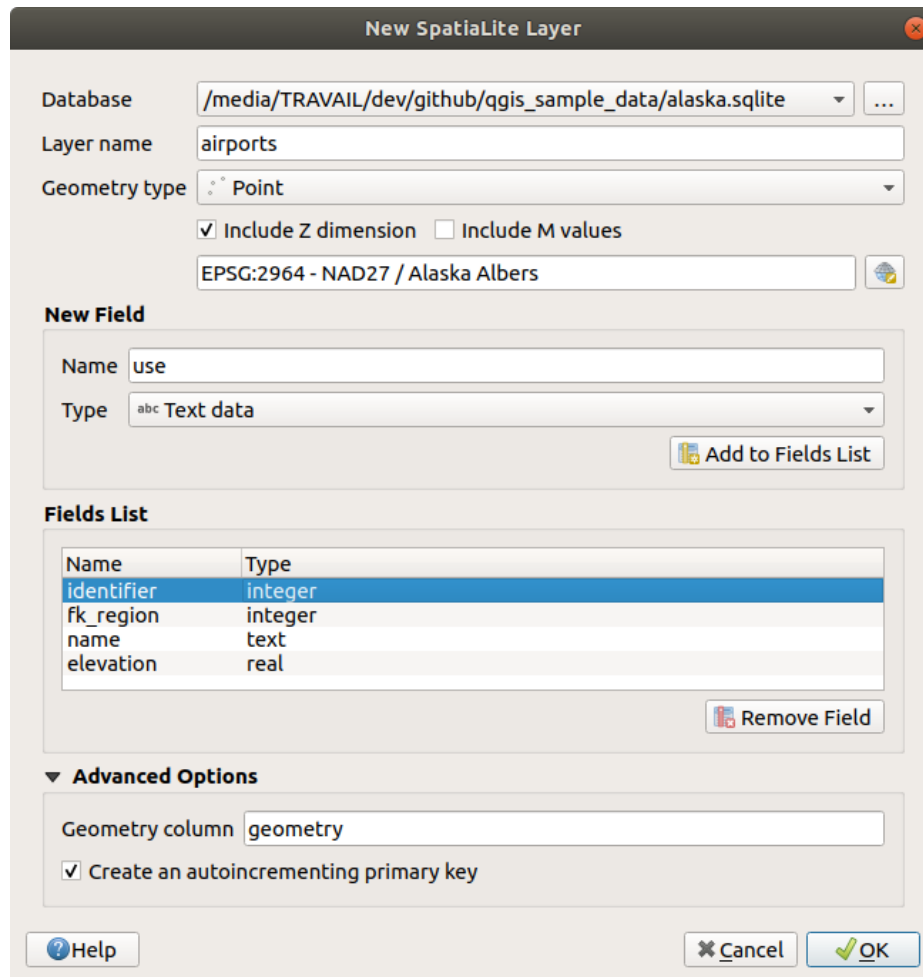 New SpatiaLite Layer
Database /media/TRAVAIL/dev/github/qgis_sample_data/alaska.sqlite ...
Layer name airports
Geometry type Point
Include Z dimension Include M values
EPSG:2964 - NAD27 / Alaska Albers
New Field
Name use
Type abc Text data
Add to Fields List
Fields List
Name Type
identifier integer
fk_region integer
name text
elevation real
Remove Field
Advanced Options
Geometry column geometry
Create an autoincrementing primary key
Help Cancel OK